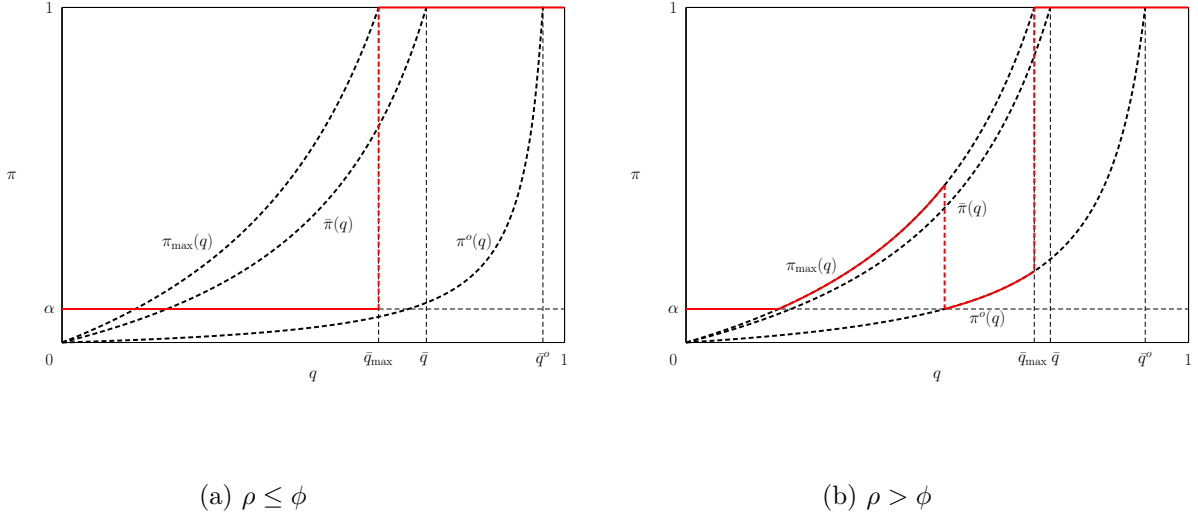 1
π
π_max(q)
π̄(q)
π^o(q)
α
0
q̄_max
q̄
q̄^o
1
q
(a) ρ ≤ ϕ
1
π
π̄(q)
π_max(q)
π^o(q)
α
0
q̄_max
q̄
q̄^o
1
q
(b) ρ > ϕ